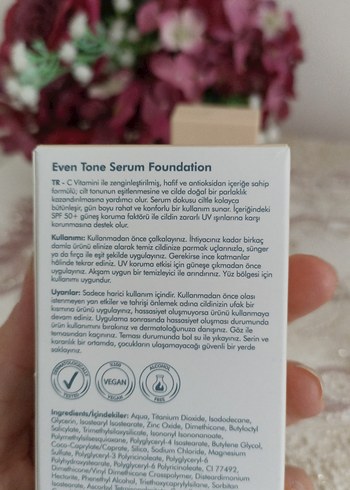 Even Tone Serum Foundation
TR - C Vitamini ile zenginleştirilmiş, hafif ve antioksidan içeriğe sahip
formülü; cilt tonunun eşitlenmesine ve cilde doğal bir parlaklık
kazandırılmasına yardımcı olur. Serum dokusu ciltle kolayca
bütünleşir, gün boyu rahat ve konforlu bir kullanım sunar. İçeriğindeki
SPF 50+ güneş koruma faktörü ile cildin zararlı UV ışınlarına karşı
korunmasına destek olur.
Kullanımı: Kullanmadan önce çalkalayınız. İhtiyacınız kadar birkaç
damla ürünü elinize alarak temiz cildinize parmak uçlarınızla, sünger
ya da fırça ile eşit şekilde uygulayınız. Gerekirse ince katmanlar
hâlinde tekrar ediniz. UV koruma etkisi için güneşe çıkmadan önce
uygulayınız. Akşam uygun bir temizleyici ile arındırınız. Yüz bölgesi için
kullanımı uygundur.
Uyarılar: Sadece harici kullanım içindir. Kullanmadan önce olası
istenmeyen yan etkiler ve tahrişi önlemek adına cildinizin ufak bir
kısmına ürünü uygulayınız, hassasiyet oluşmuyorsa ürünü kullanmaya
devam ediniz. Uygulama sonrasında hassasiyet oluşması durumunda
ürün kullanımını bırakınız ve dermatoloğunuza danışınız. Göz ile
temasından kaçınınız. Teması durumunda bol su ile yıkayınız. Serin ve
karanlık bir ortamda, çocukların ulaşamayacağı güvenli bir yerde
saklayınız.
DERMATOLOGICALLY TESTED
VEGAN
ALCOHOL FREE
Ingredients/İçindekiler: Aqua, Titanium Dioxide, Isododecane,
Glycerin, Isostearyl Isostearate, Zinc Oxide, Dimethicone, Butyloctyl
Salicylate, Trimethylsiloxysilicate, Isononyl Isononanoate,
Polymethylsilsesquioxane, Polyglyceryl-4 Isostearate, Butylene Glycol,
Coco-Caprylate/Caprate, Silica, Sodium Chloride, Magnesium
Sulfate, Polyglyceryl-3 Polyricinoleate, Polyglyceryl-6
Polyhydroxystearate, Polyglyceryl-6 Polyricinoleate, CI 77492,
Dimethicone/Vinyl Dimethicone Crosspolymer, Disteardimonium
Hectorite, Phenethyl Alcohol, Triethoxycaprylylsilane, Sorbitan